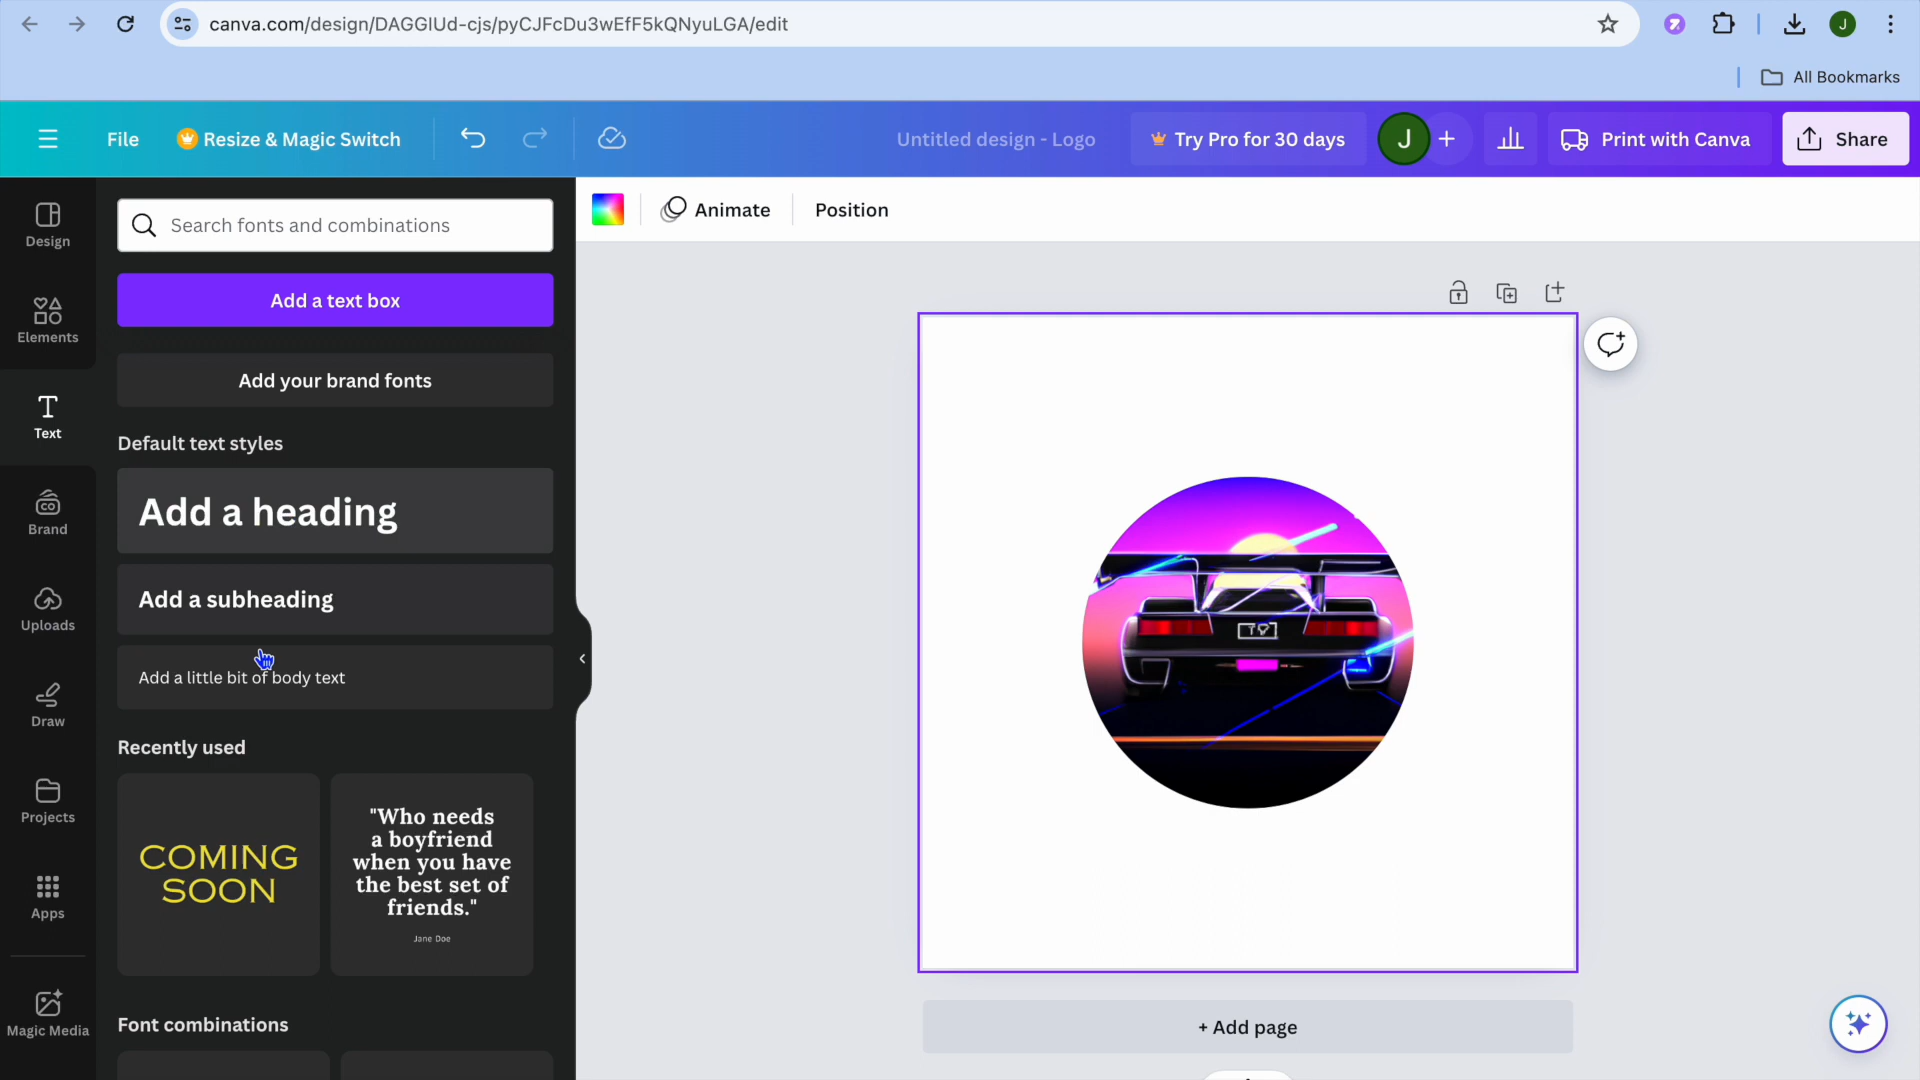 canva.com/design/DAGGlUd-cjs/pyCJFcDu3wEfF5kQNyuLGA/edit
J
All Bookmarks
File
Resize & Magic Switch
Untitled design - Logo
Try Pro for 30 days
J
Print with Canva
Share
Design
Elements
Text
Brand
Uploads
Draw
Projects
Apps
Magic Media
Search fonts and combinations
Add a text box
Add your brand fonts
Default text styles
Add a heading
Add a subheading
Add a little bit of body text
Recently used
COMING
SOON
"Who needs
a boyfriend
when you have
the best set of
friends."
Jane Doe
Font combinations
Animate
Position
+ Add page